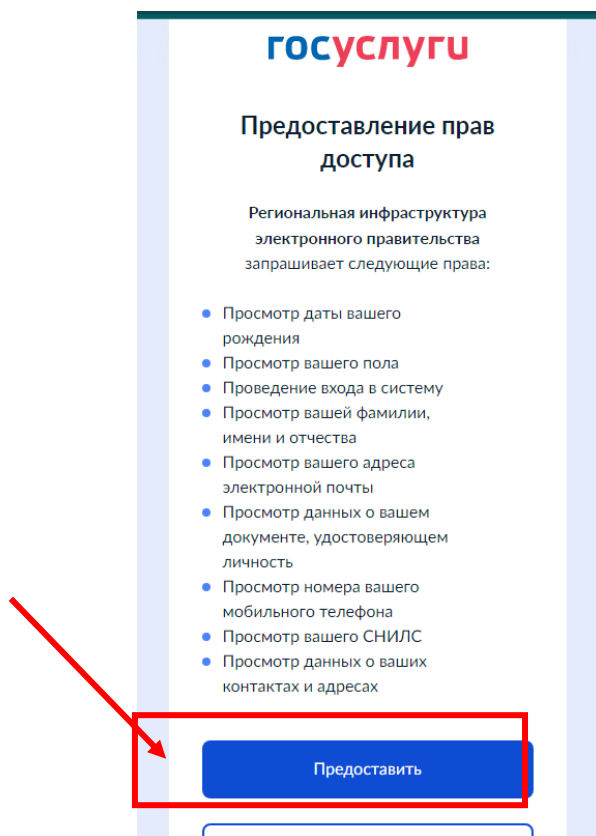 госуслуги
Предоставление прав
доступа
Региональная инфраструктура
электронного правительства
запрашивает следующие права:
Просмотр даты вашего
рождения
Просмотр вашего пола
Проведение входа в систему
Просмотр вашей фамилии,
имени и отчества
Просмотр вашего адреса
электронной почты
Просмотр данных о вашем
документе, удостоверяющем
личность
Просмотр номера вашего
мобильного телефона
Просмотр вашего СНИЛС
Просмотр данных о ваших
контактах и адресах
Предоставить